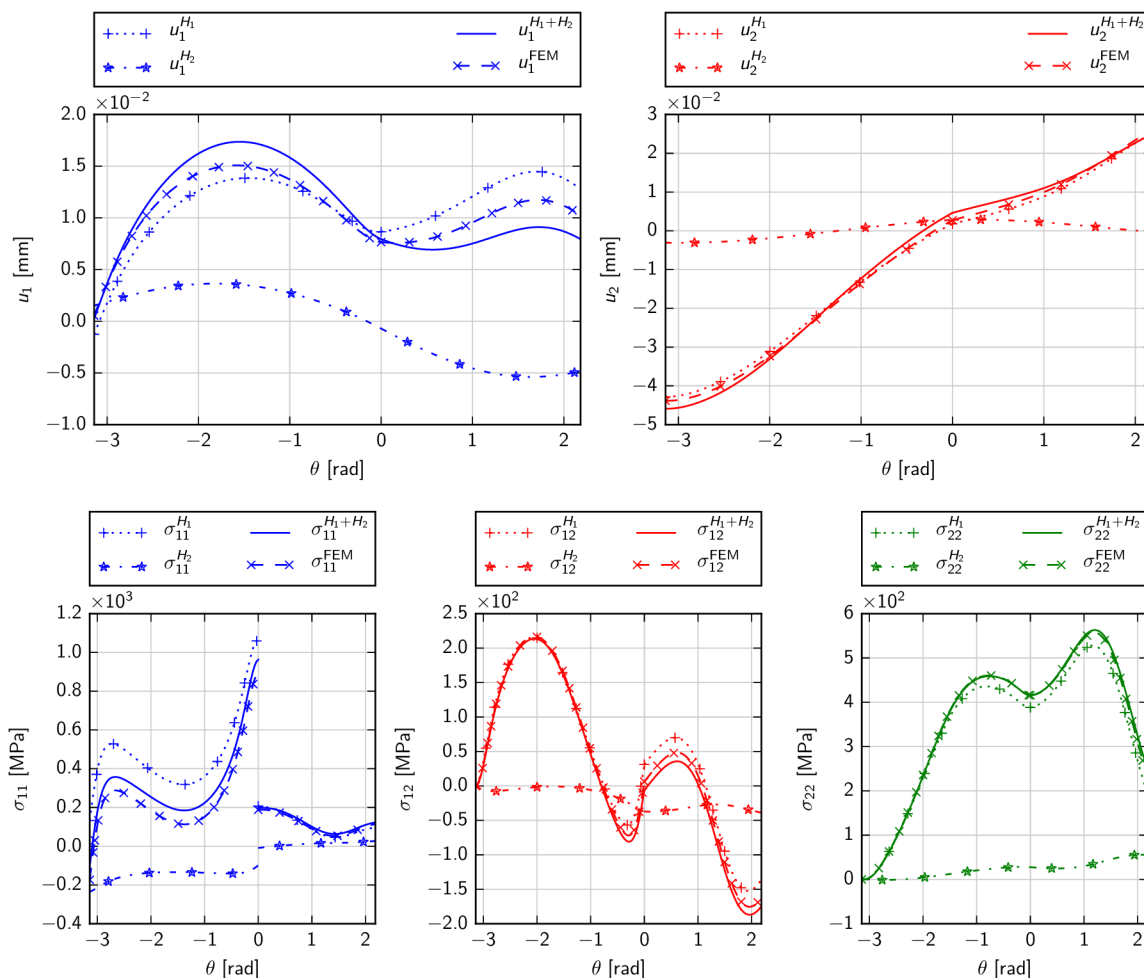 u_1^{H_1} u_1^{H_1+H_2}
u_1^{H_2} u_1^{FEM}
×10^{−2}
2.0
1.5
1.0
0.5
0.0
−0.5
−1.0
u_1 [mm]
−3 −2 −1 0 1 2
θ [rad]
u_2^{H_1} u_2^{H_1+H_2}
u_2^{H_2} u_2^{FEM}
×10^{−2}
3
2
1
0
−1
−2
−3
−4
−5
u_2 [mm]
−3 −2 −1 0 1 2
θ [rad]
σ_{11}^{H_1} σ_{11}^{H_1+H_2}
σ_{11}^{H_2} σ_{11}^{FEM}
×10^3
1.2
1.0
0.8
0.6
0.4
0.2
0.0
−0.2
−0.4
σ_{11} [MPa]
−3 −2 −1 0 1 2
θ [rad]
σ_{12}^{H_1} σ_{12}^{H_1+H_2}
σ_{12}^{H_2} σ_{12}^{FEM}
×10^2
2.5
2.0
1.5
1.0
0.5
0.0
−0.5
−1.0
−1.5
−2.0
σ_{12} [MPa]
−3 −2 −1 0 1 2
θ [rad]
σ_{22}^{H_1} σ_{22}^{H_1+H_2}
σ_{22}^{H_2} σ_{22}^{FEM}
×10^2
6
5
4
3
2
1
0
−1
σ_{22} [MPa]
−3 −2 −1 0 1 2
θ [rad]